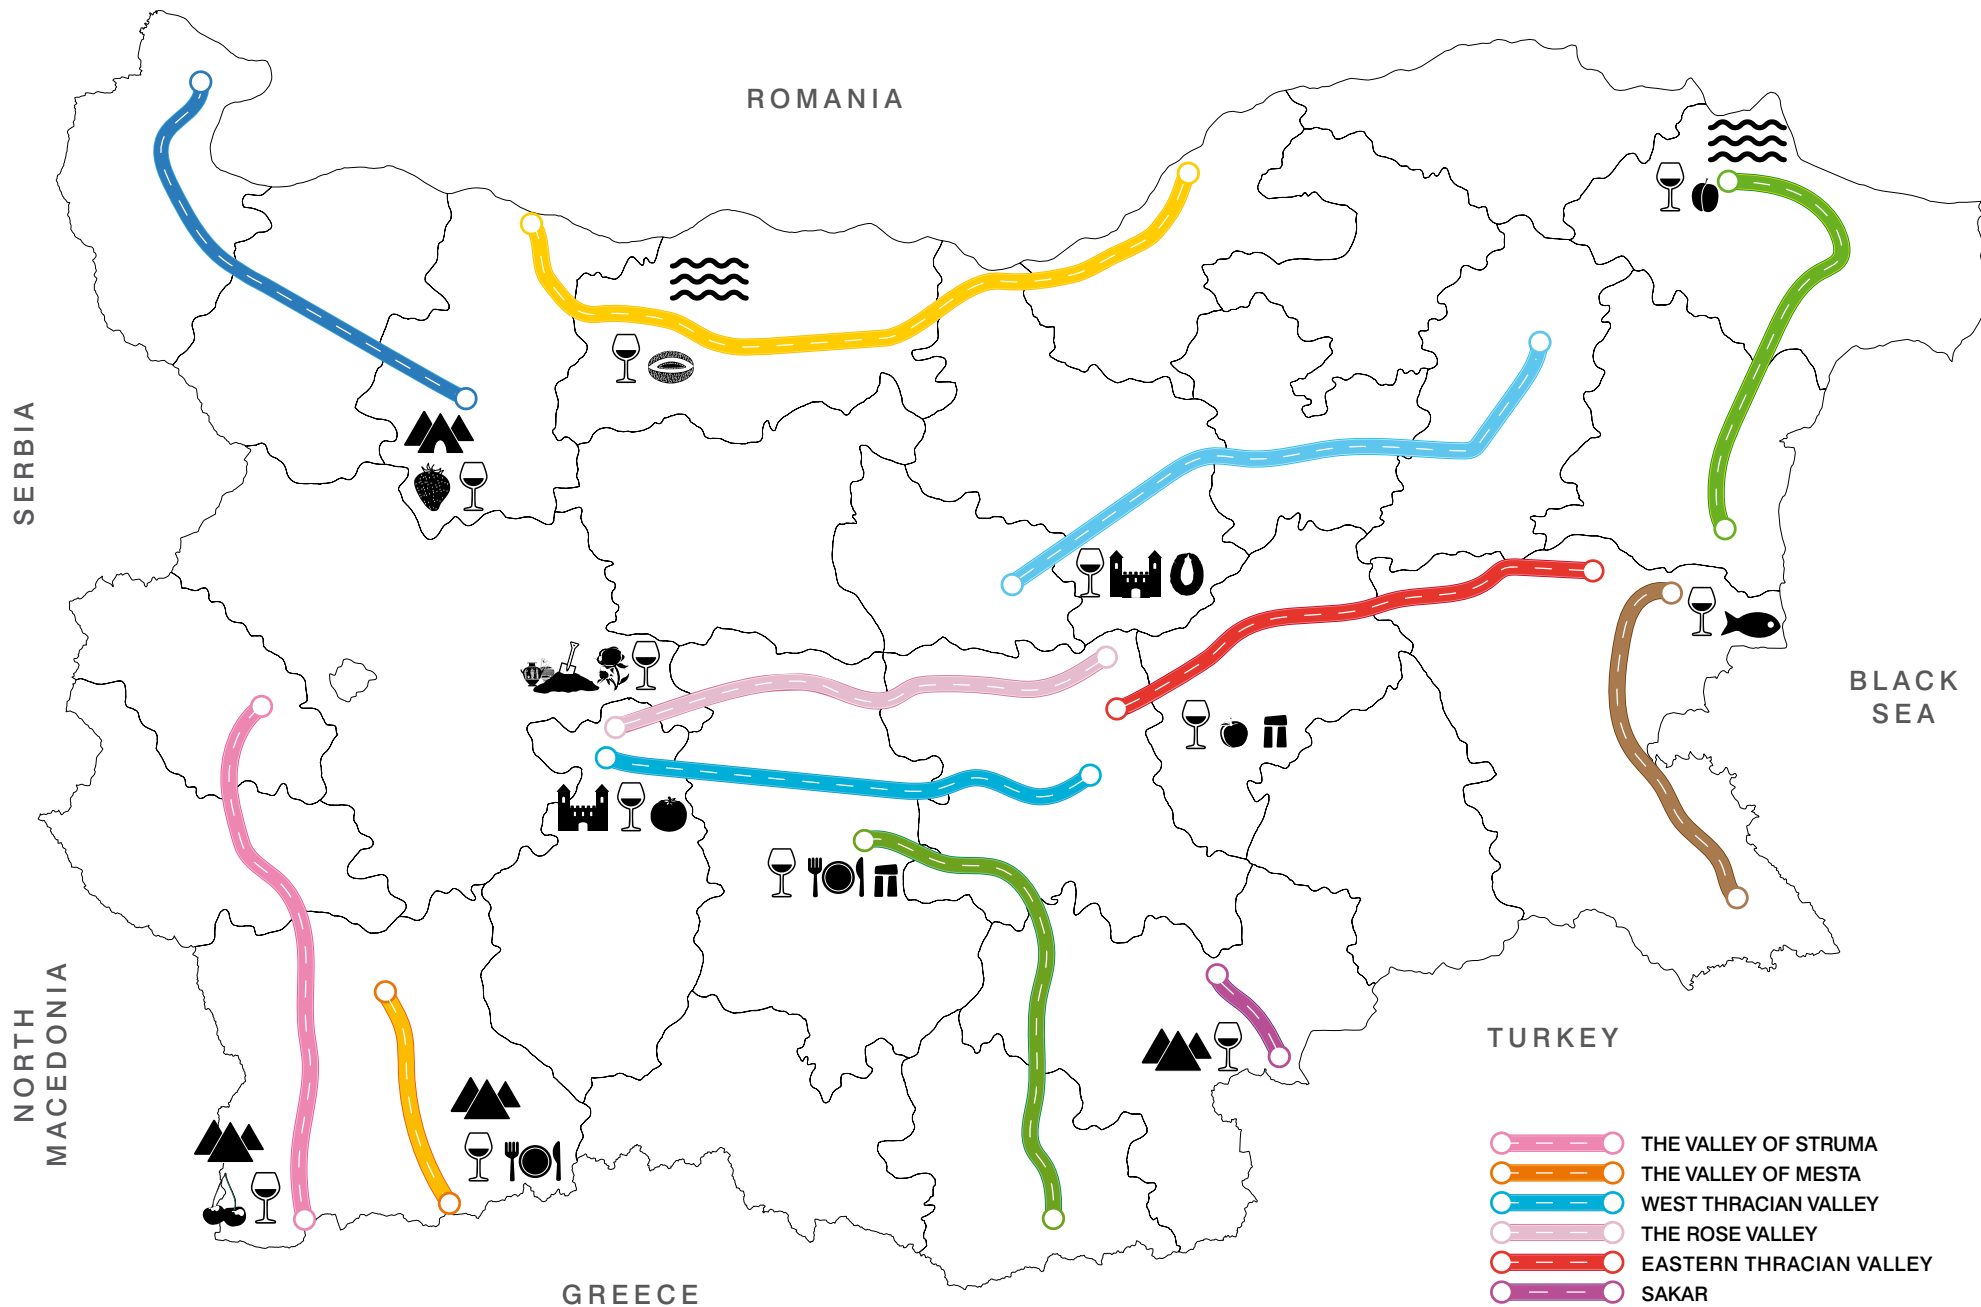 ROMANIA
SERBIA
BLACK
SEA
NORTH
MACEDONIA
TURKEY
GREECE
THE VALLEY OF STRUMA
THE VALLEY OF MESTA
WEST THRACIAN VALLEY
THE ROSE VALLEY
EASTERN THRACIAN VALLEY
SAKAR